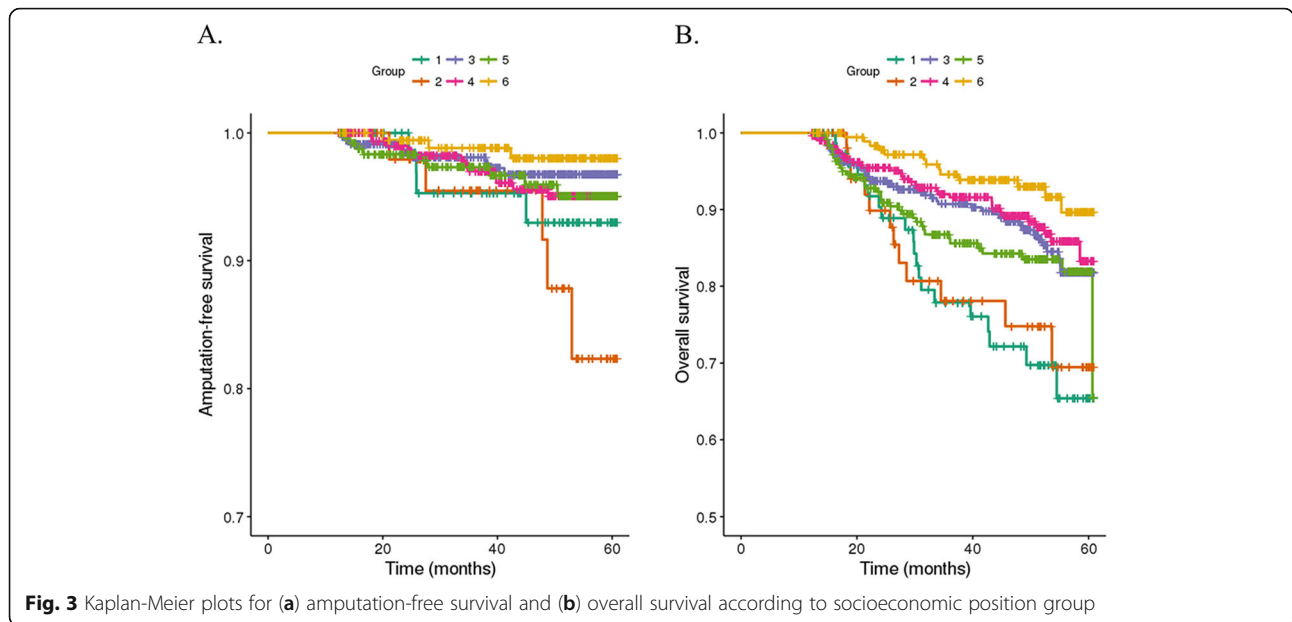 A.
Group
1 3 5
2 4 6
Amputation-free survival
1.0
0.9
0.8
0.7
0 20 40 60
Time (months)
B.
Group
1 3 5
2 4 6
Overall survival
1.0
0.9
0.8
0.7
0.6
0.5
0 20 40 60
Time (months)
Fig. 3 Kaplan-Meier plots for (a) amputation-free survival and (b) overall survival according to socioeconomic position group